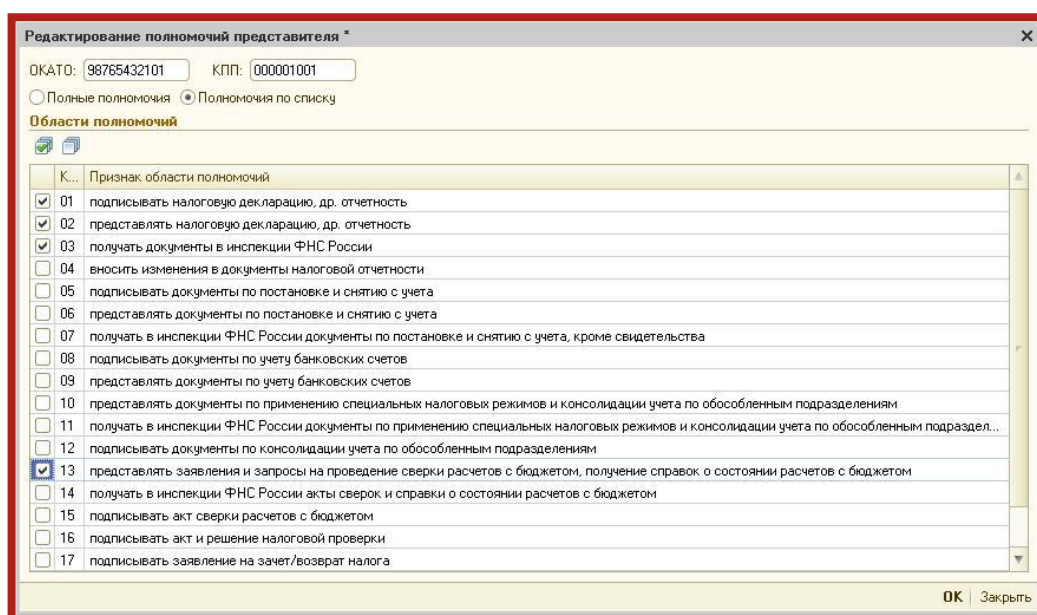 Редактирование полномочий представителя *
ОКАТО: 98765432101 КПП: 000001001
Полные полномочия Полномочия по списку
Области полномочий
К... Признак области полномочий
01 подписывать налоговую декларацию, др. отчетность
02 представлять налоговую декларацию, др. отчетность
03 получать документы в инспекции ФНС России
04 вносить изменения в документы налоговой отчетности
05 подписывать документы по постановке и снятию с учета
06 представлять документы по постановке и снятию с учета
07 получать в инспекции ФНС России документы по постановке и снятию с учета, кроме свидетельства
08 подписывать документы по учету банковских счетов
09 представлять документы по учету банковских счетов
10 представлять документы по применению специальных налоговых режимов и консолидации учета по обособленным подразделениям
11 получать в инспекции ФНС России документы по применению специальных налоговых режимов и консолидации учета по обособленным подраздел...
12 подписывать документы по консолидации учета по обособленным подразделениям
13 представлять заявления и запросы на проведение сверки расчетов с бюджетом, получение справок о состоянии расчетов с бюджетом
14 получать в инспекции ФНС России акты сверок и справки о состоянии расчетов с бюджетом
15 подписывать акт сверки расчетов с бюджетом
16 подписывать акт и решение налоговой проверки
17 подписывать заявление на зачет/возврат налога
OK Закрыть